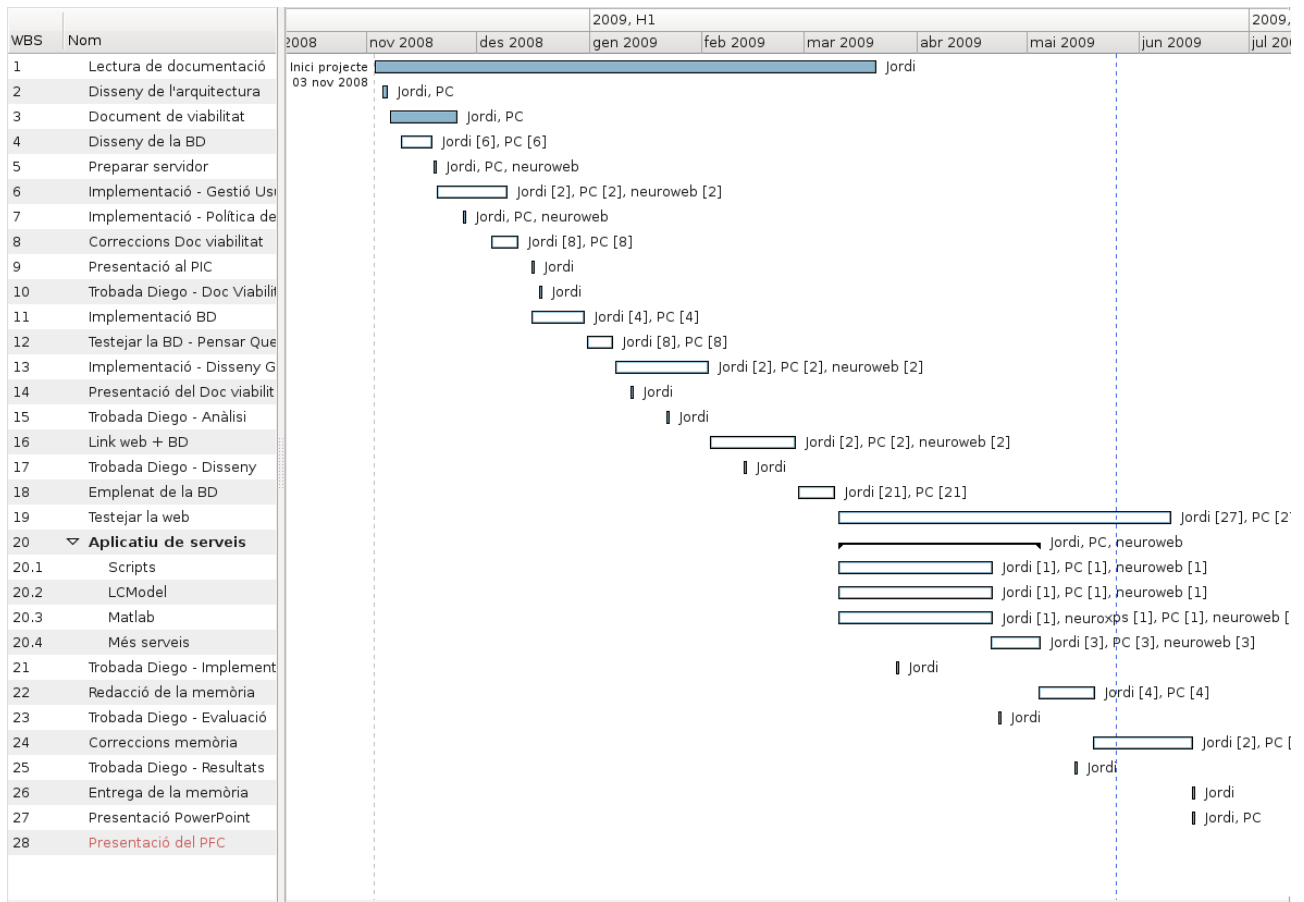 2009, H1
2009,
WBS Nom
2008 nov 2008 des 2008 gen 2009 feb 2009 mar 2009 abr 2009 mai 2009 jun 2009 jul 20
1 Lectura de documentació Inici projecte Jordi
03 nov 2008
2 Disseny de l'arquitectura Jordi, PC
3 Document de viabilitat Jordi, PC
4 Disseny de la BD Jordi [6], PC [6]
5 Preparar servidor Jordi, PC, neuroweb
6 Implementació - Gestió Usu Jordi [2], PC [2], neuroweb [2]
7 Implementació - Política de Jordi, PC, neuroweb
8 Correccions Doc viabilitat Jordi [8], PC [8]
9 Presentació al PIC Jordi
10 Trobada Diego - Doc Viabilit Jordi
11 Implementació BD Jordi [4], PC [4]
12 Testejar la BD - Pensar Que Jordi [8], PC [8]
13 Implementació - Disseny G Jordi [2], PC [2], neuroweb [2]
14 Presentació del Doc viabilit Jordi
15 Trobada Diego - Anàlisi Jordi
16 Link web + BD Jordi [2], PC [2], neuroweb [2]
17 Trobada Diego - Disseny Jordi
18 Emplenat de la BD Jordi [21], PC [21]
19 Testejar la web Jordi [27], PC [27
20 Aplicatiu de serveis Jordi, PC, neuroweb
20.1 Scripts Jordi [1], PC [1], neuroweb [1]
20.2 LCModel Jordi [1], PC [1], neuroweb [1]
20.3 Matlab Jordi [1], neuroxps [1], PC [1], neuroweb [
20.4 Més serveis Jordi [3], PC [3], neuroweb [3]
21 Trobada Diego - Implement Jordi
22 Redacció de la memòria Jordi [4], PC [4]
23 Trobada Diego - Evaluació Jordi
24 Correccions memòria Jordi [2], PC [
25 Trobada Diego - Resultats Jordi
26 Entrega de la memòria Jordi
27 Presentació PowerPoint Jordi, PC
28 Presentació del PFC